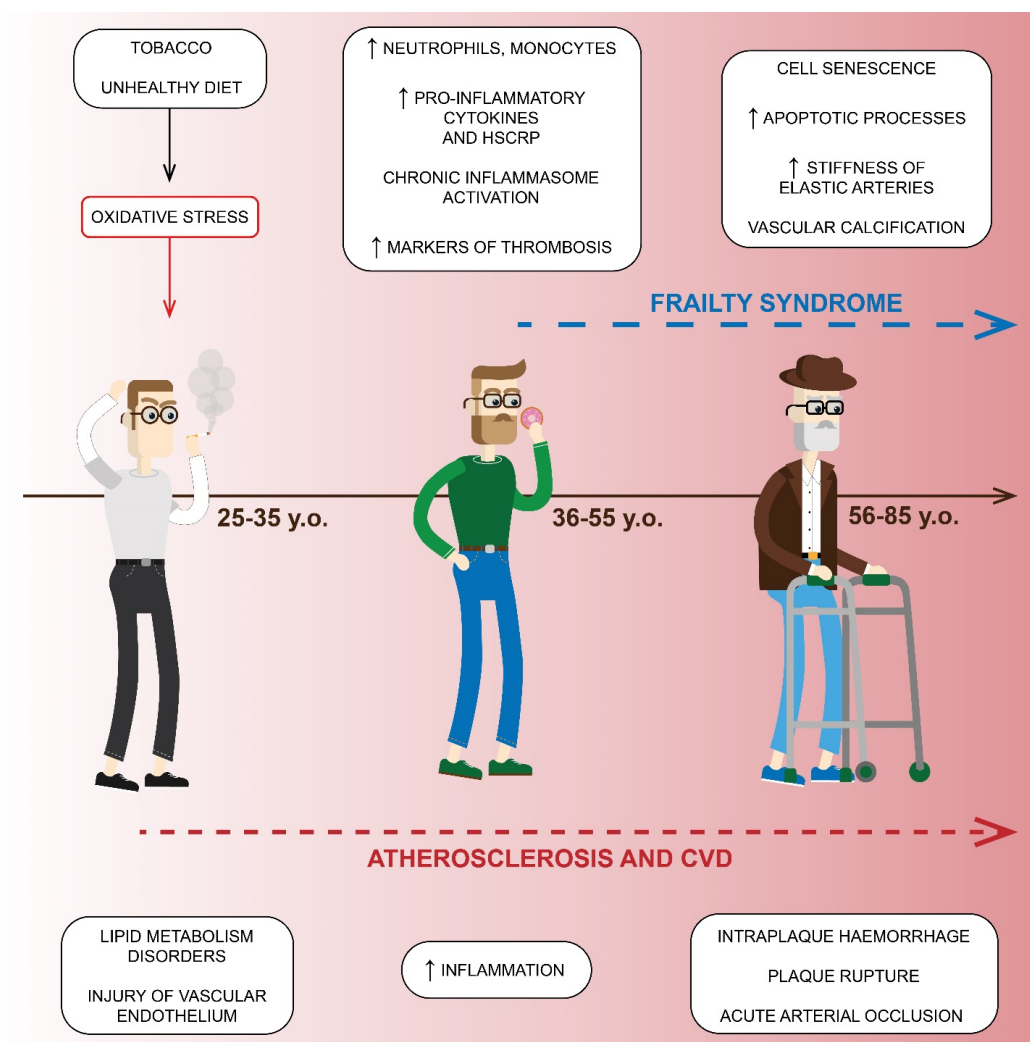 TOBACCO
UNHEALTHY DIET
OXIDATIVE STRESS
↑ NEUTROPHILS, MONOCYTES
↑ PRO-INFLAMMATORY
CYTOKINES
AND HSCRP
CHRONIC INFLAMMASOME
ACTIVATION
↑ MARKERS OF THROMBOSIS
CELL SENESCENCE
↑ APOPTOTIC PROCESSES
↑ STIFFNESS OF
ELASTIC ARTERIES
VASCULAR CALCIFICATION
FRAILTY SYNDROME
25-35 y.o.
36-55 y.o.
56-85 y.o.
ATHEROSCLEROSIS AND CVD
LIPID METABOLISM
DISORDERS
INJURY OF VASCULAR
ENDOTHELIUM
↑ INFLAMMATION
INTRAPLAQUE HAEMORRHAGE
PLAQUE RUPTURE
ACUTE ARTERIAL OCCLUSION